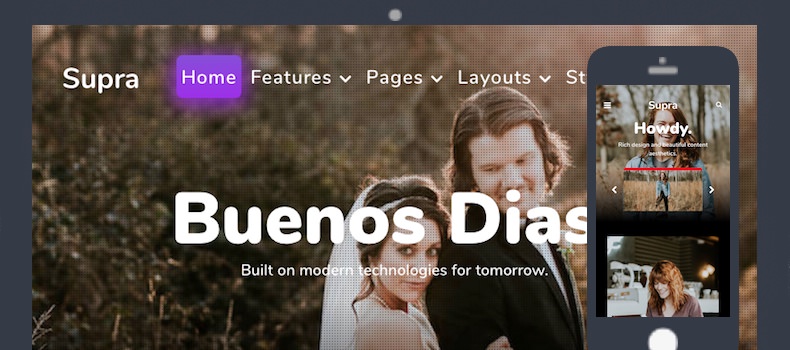 Supra
Home Features Pages Layouts St
Buenos Dias
Built on modern technologies for tomorrow.
Supra
Howdy.
Rich design and beautiful content
aesthetics.